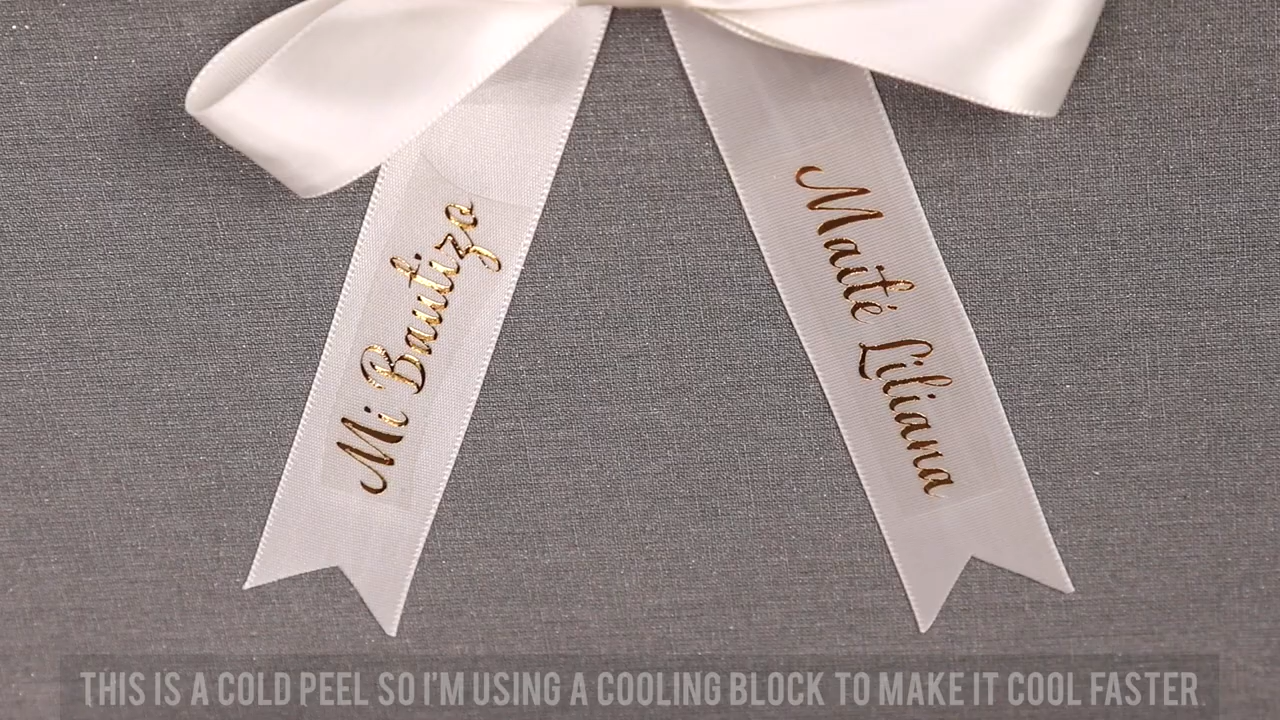 Mi Bautizo
Maité Liliana
THIS IS A COLD PEEL SO I'M USING A COOLING BLOCK TO MAKE IT COOL FASTER.